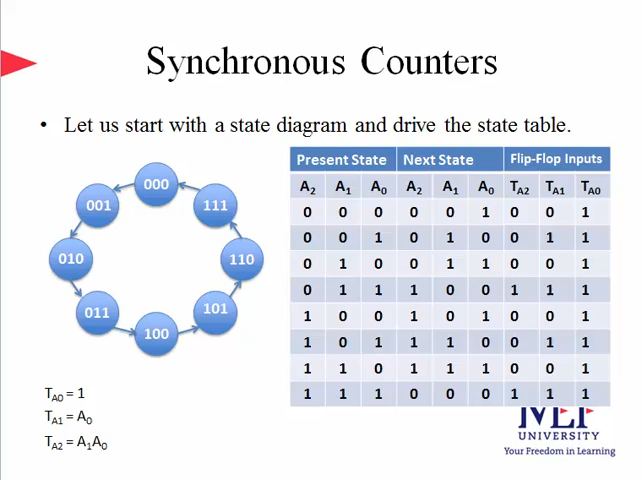 Synchronous Counters
• Let us start with a state diagram and drive the state table.
000
001
111
010
110
011
101
100
Present State Next State Flip-Flop Inputs
A2 A1 A0 A2 A1 A0 TA2 TA1 TA0
0 0 0 0 0 1 0 0 1
0 0 1 0 1 0 0 1 1
0 1 0 0 1 1 0 0 1
0 1 1 1 0 0 1 1 1
1 0 0 1 0 1 0 0 1
1 0 1 1 1 0 0 1 1
1 1 0 1 1 1 0 0 1
1 1 1 0 0 0 1 1 1
TA0 = 1
TA1 = A0
TA2 = A1A0
UNIVERSITY
Your Freedom in Learning